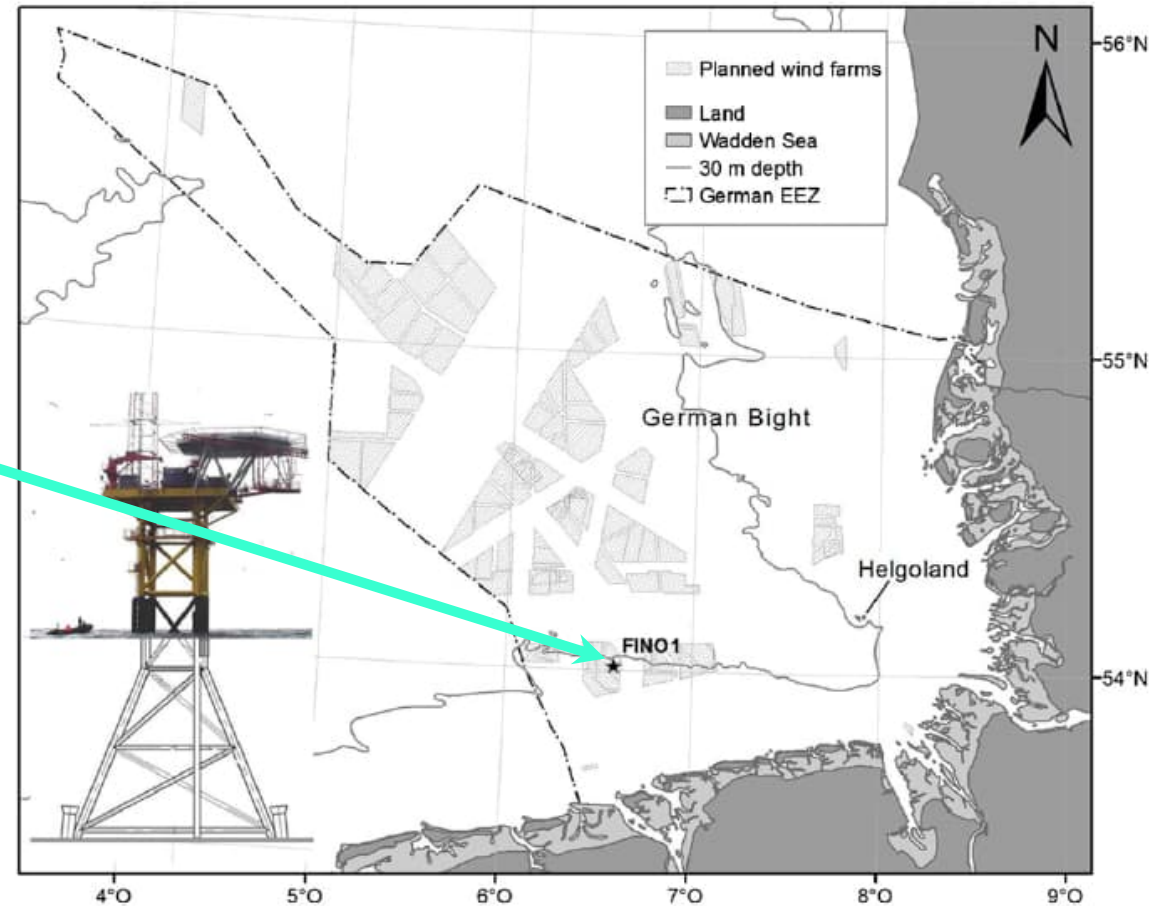 N
Planned wind farms
Land
Wadden Sea
30 m depth
German EEZ
56°N
55°N
German Bight
Helgoland
FINO1
54°N
4°O
5°O
6°O
7°O
8°O
9°O